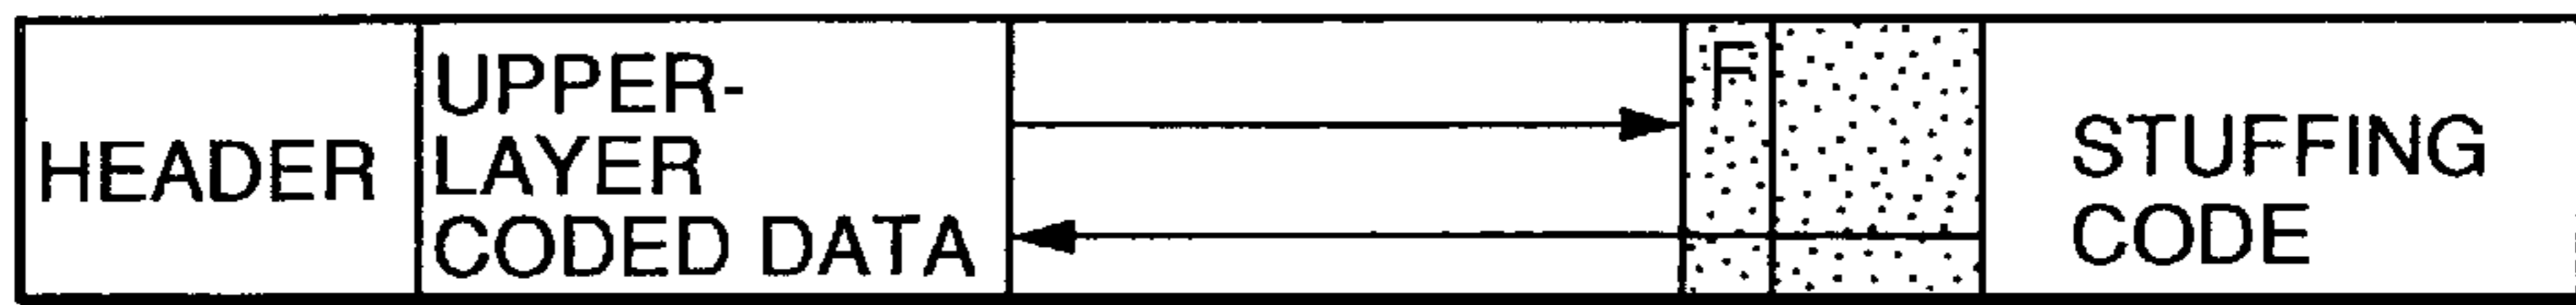 HEADER
UPPER-
LAYER
CODED DATA
F
STUFFING
CODE